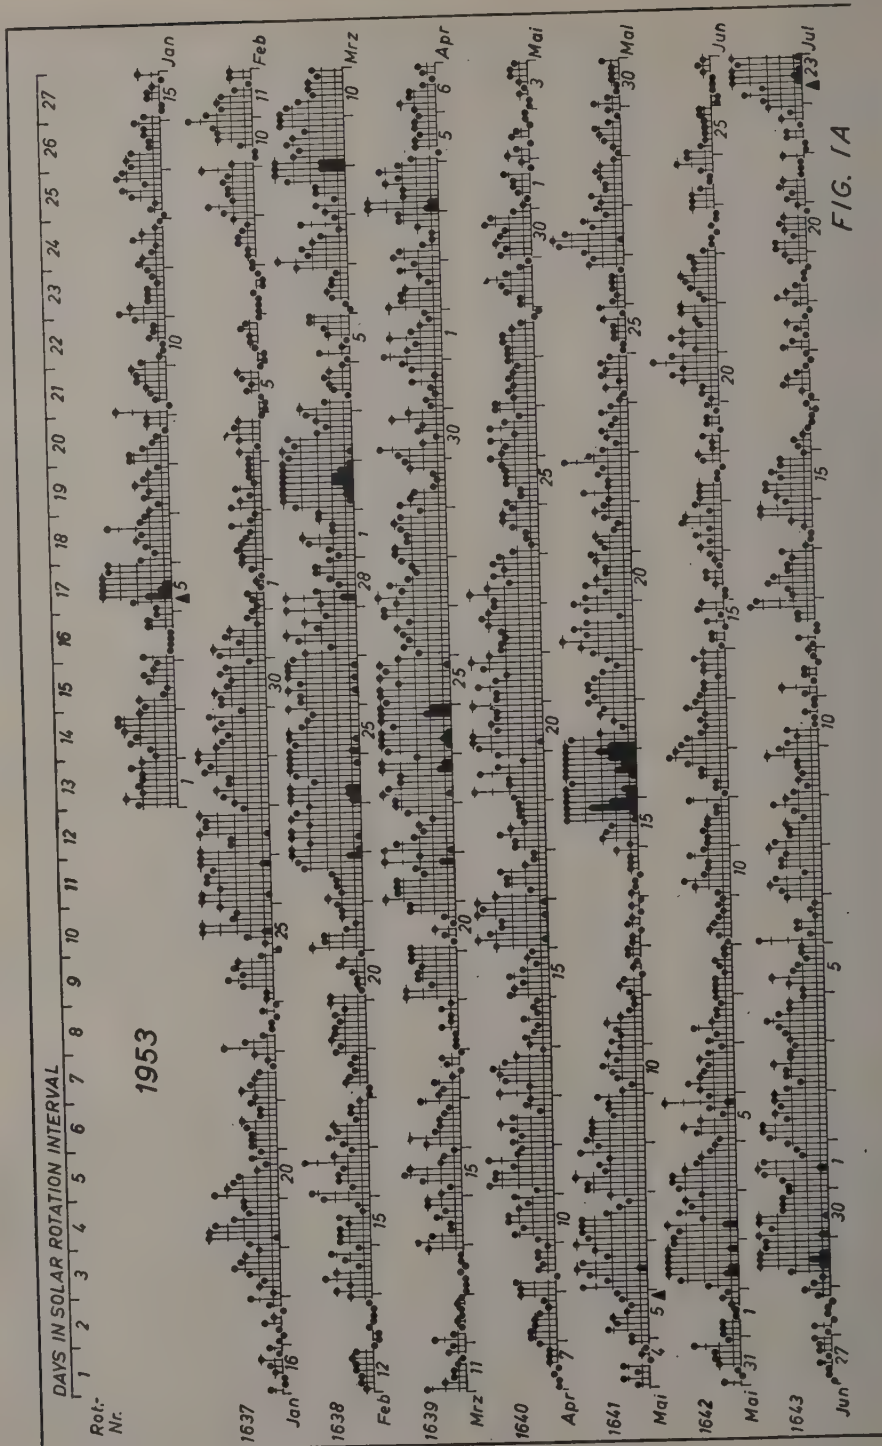 DAYS IN SOLAR ROTATION INTERVAL
1 2 3 4 5 6 7 8 9 10 11 12 13 14 15 16 17 18 19 20 21 22 23 24 25 26 27
Rot.-
Nr.
1953
1 ▲5 10 15 Jan
1637
Jan 16 20 25 30 1 5 10 11 Feb
1638
Feb 12 15 20 25 28 1 5 10 Mrz
1639
Mrz 11 15 20 25 30 1 5 6 Apr
1640
Apr 7 10 15 20 25 30 1 3 Mai
1641
Mai 4 5▲ 10 15 20 25 30 Mai
1642
Mai 31 1 5 10 15 20 25 Jun
1643
Jun 27 30 1 5 10 15 20 ▲23 Jul
FIG. 1A